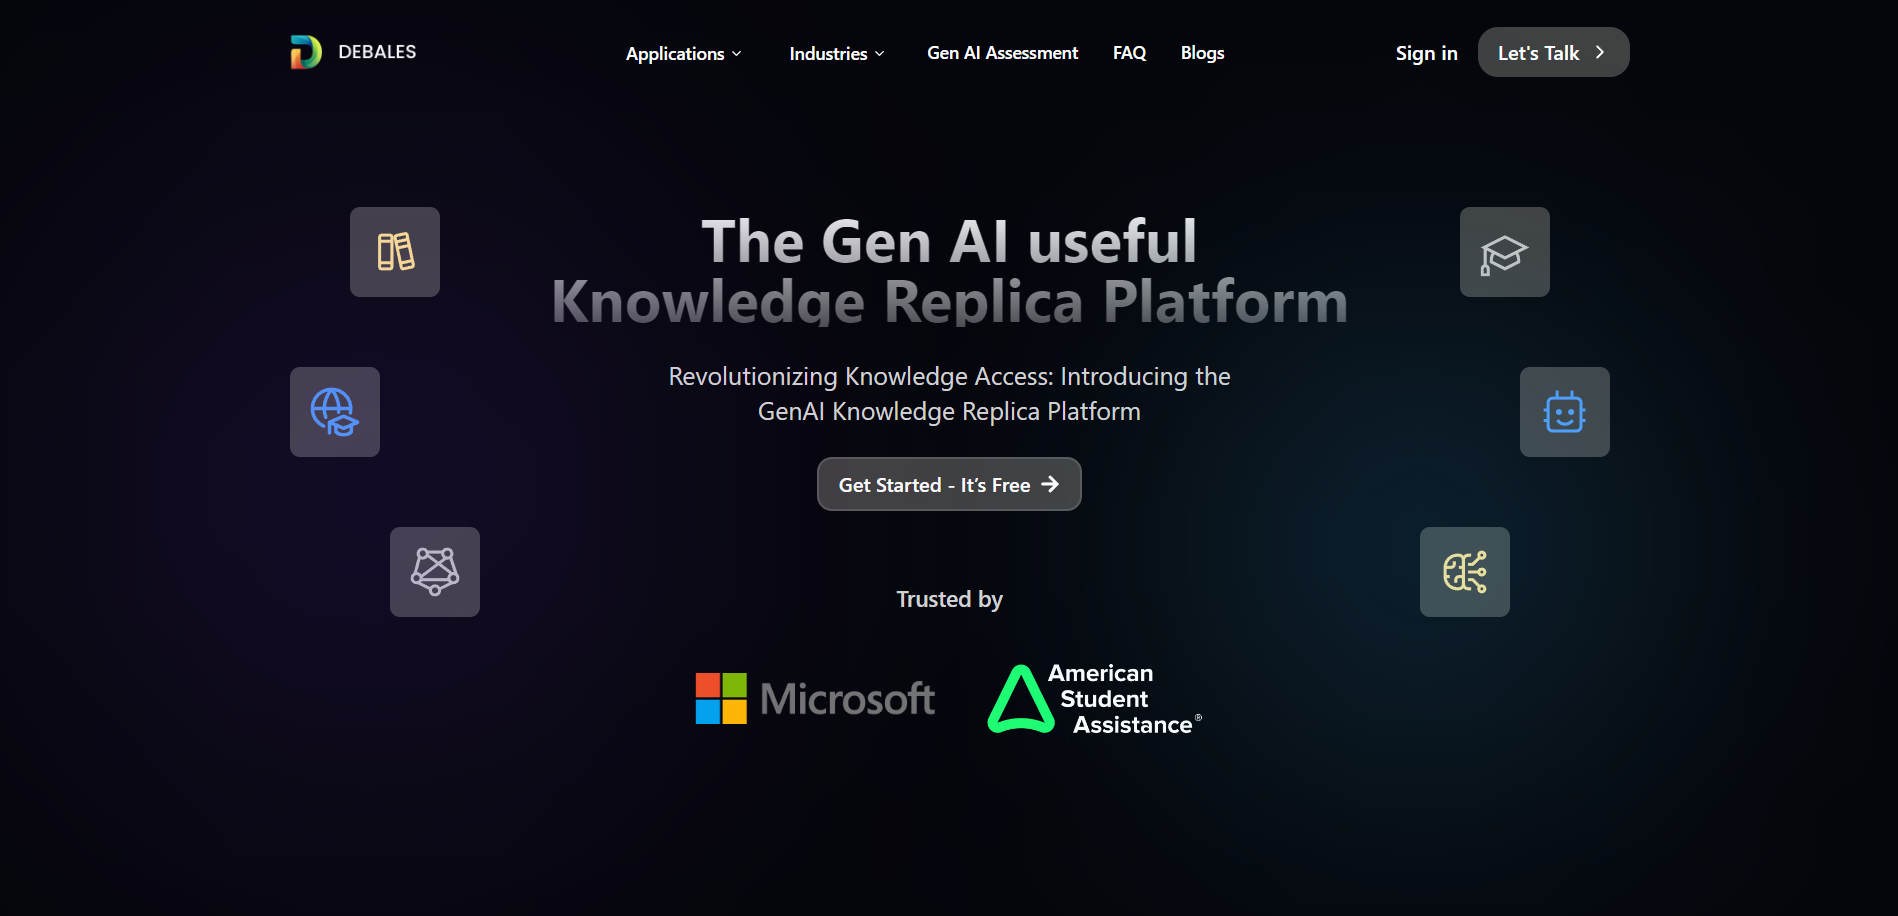 DEBALES
Applications
Industries
Gen AI Assessment
FAQ
Blogs
Sign in
Let's Talk
The Gen AI useful
Knowledge Replica Platform
Revolutionizing Knowledge Access: Introducing the
GenAI Knowledge Replica Platform
Get Started - It’s Free
Trusted by
Microsoft
American
Student
Assistance®